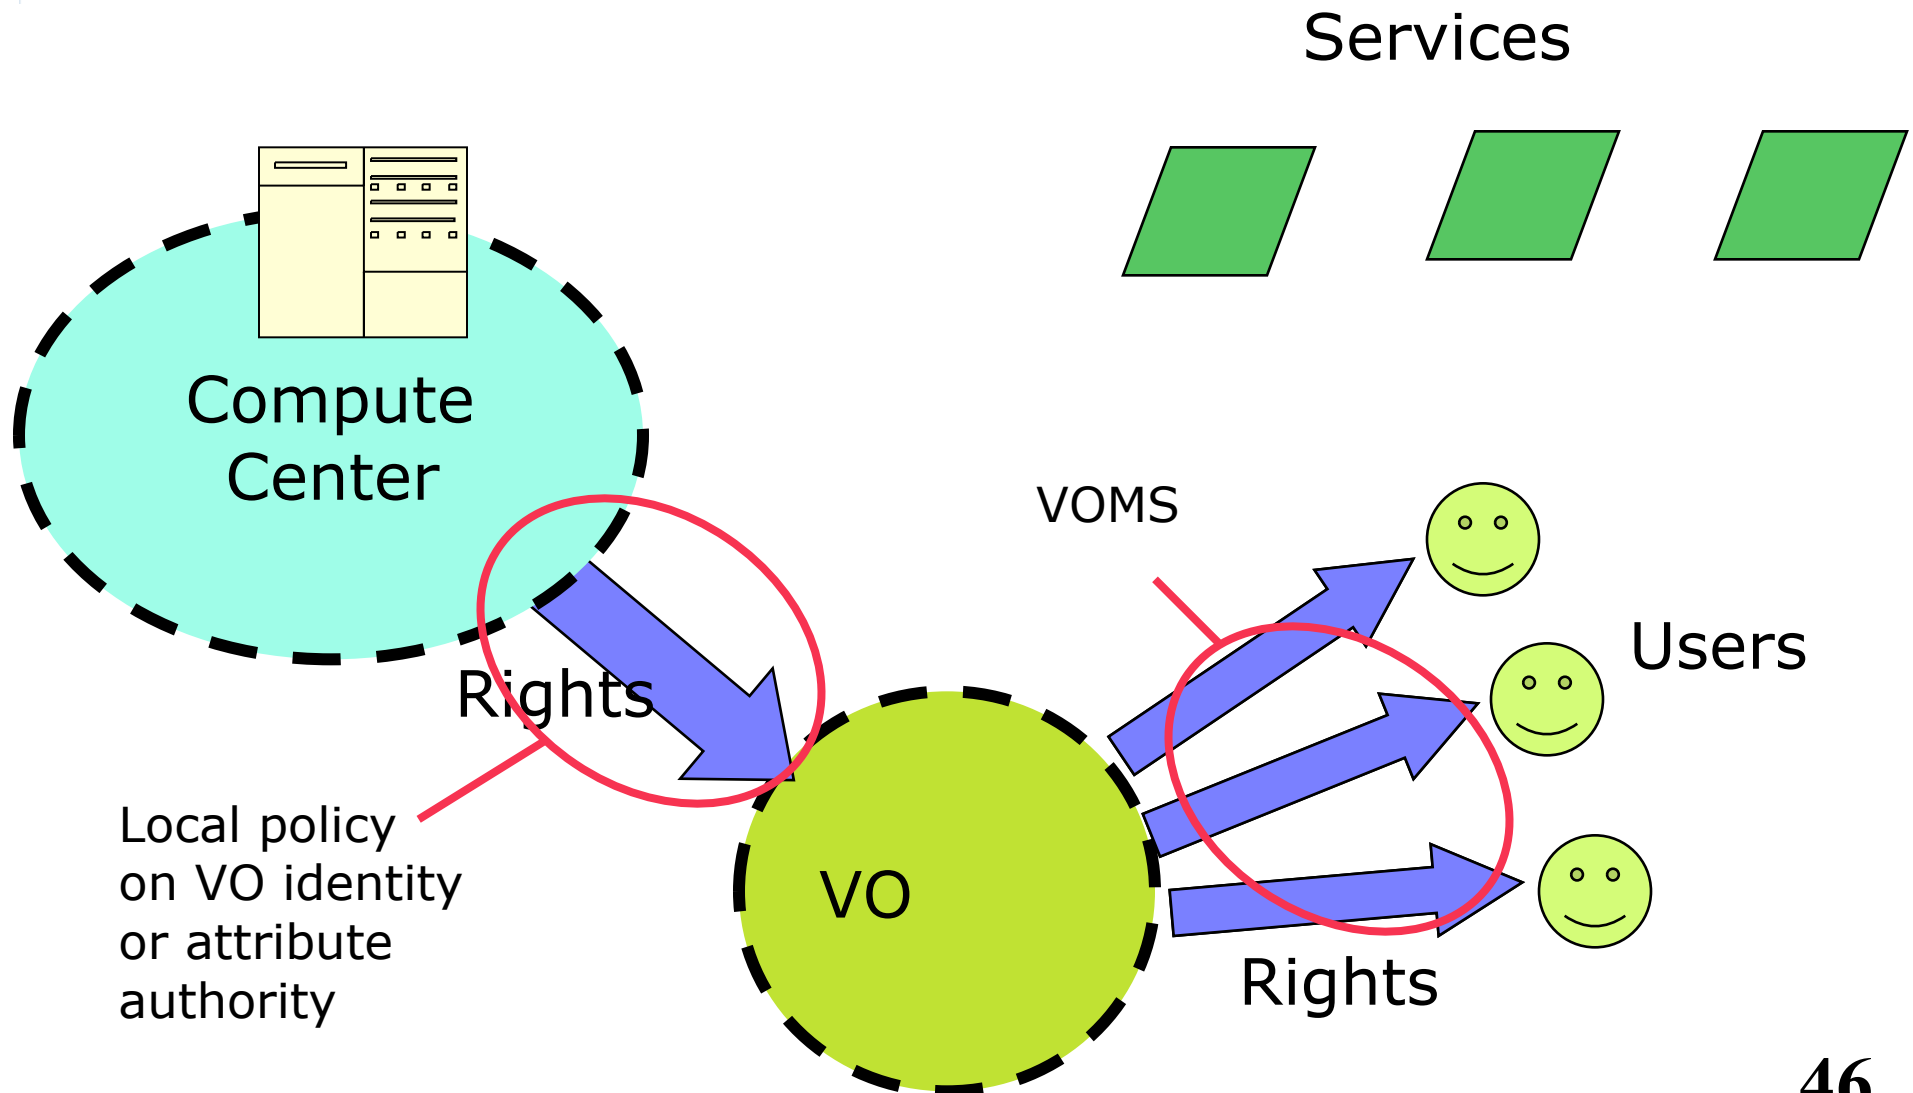 Services
Compute
Center
VOMS
Users
Rights
Local policy
on VO identity
or attribute
authority
VO
Rights
46